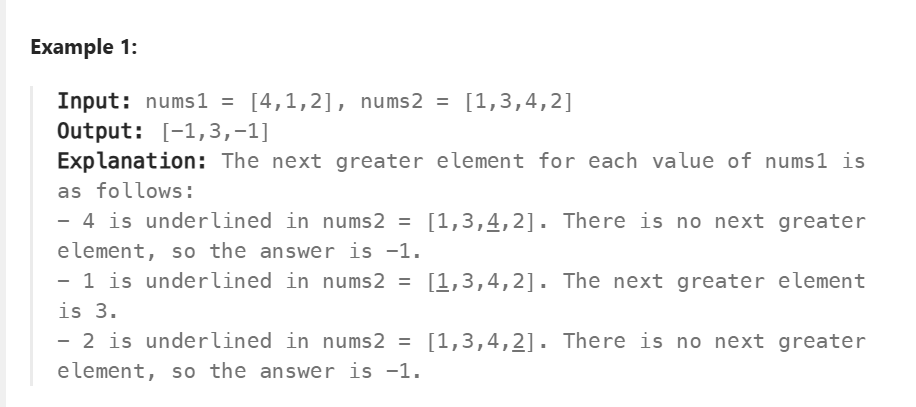 Example 1:
Input: nums1 = [4,1,2], nums2 = [1,3,4,2]
Output: [-1,3,-1]
Explanation: The next greater element for each value of nums1 is
as follows:
- 4 is underlined in nums2 = [1,3,4,2]. There is no next greater
element, so the answer is -1.
- 1 is underlined in nums2 = [1,3,4,2]. The next greater element
is 3.
- 2 is underlined in nums2 = [1,3,4,2]. There is no next greater
element, so the answer is -1.